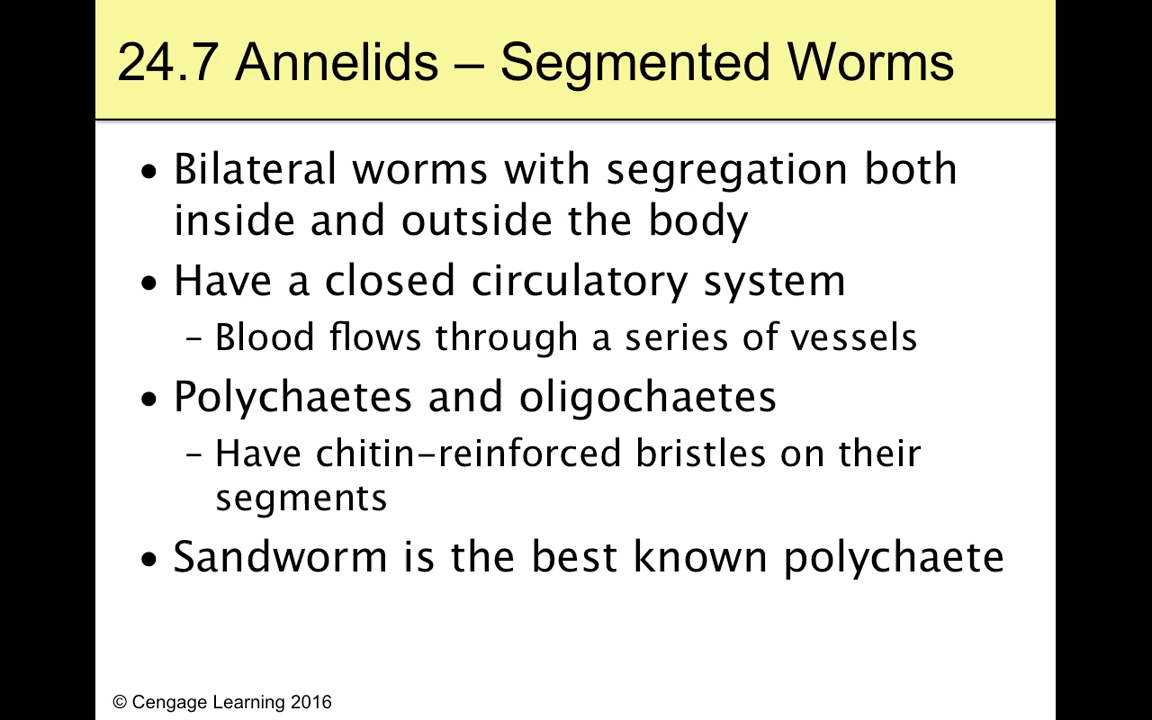 24.7 Annelids – Segmented Worms
• Bilateral worms with segregation both
inside and outside the body
• Have a closed circulatory system
– Blood flows through a series of vessels
• Polychaetes and oligochaetes
– Have chitin-reinforced bristles on their
segments
• Sandworm is the best known polychaete
© Cengage Learning 2016